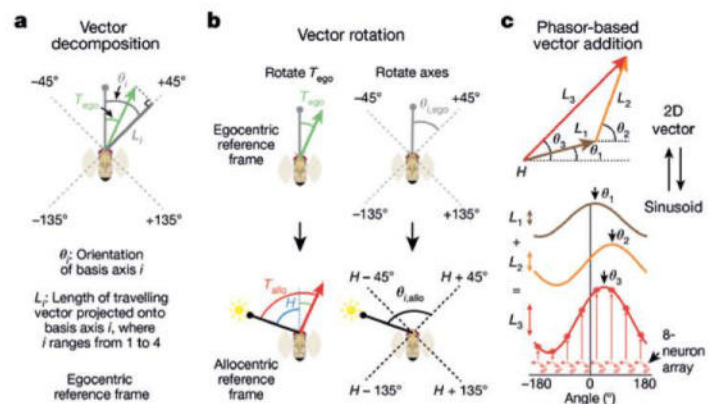 a
Vector
decomposition
−45°
θi
+45°
Tego
Li
−135°
+135°
θi: Orientation
of basis axis i
Li: Length of travelling
vector projected onto
basis axis i, where
i ranges from 1 to 4
Egocentric
reference frame
b
Vector rotation
Rotate Tego
Rotate axes
Tego
−45°
+45°
θi,ego
Egocentric
reference
frame
−135°
+135°
Tallo
H
H − 45°
H + 45°
θi,allo
Allocentric
reference
frame
H − 135°
H + 135°
c
Phasor-based
vector addition
L3
L2
L1
θ3
θ2
θ1
H
2D
vector
Sinusoid
θ1
L1
+
θ2
L2
=
θ3
L3
8-
neuron
array
−180
0
180
Angle (°)